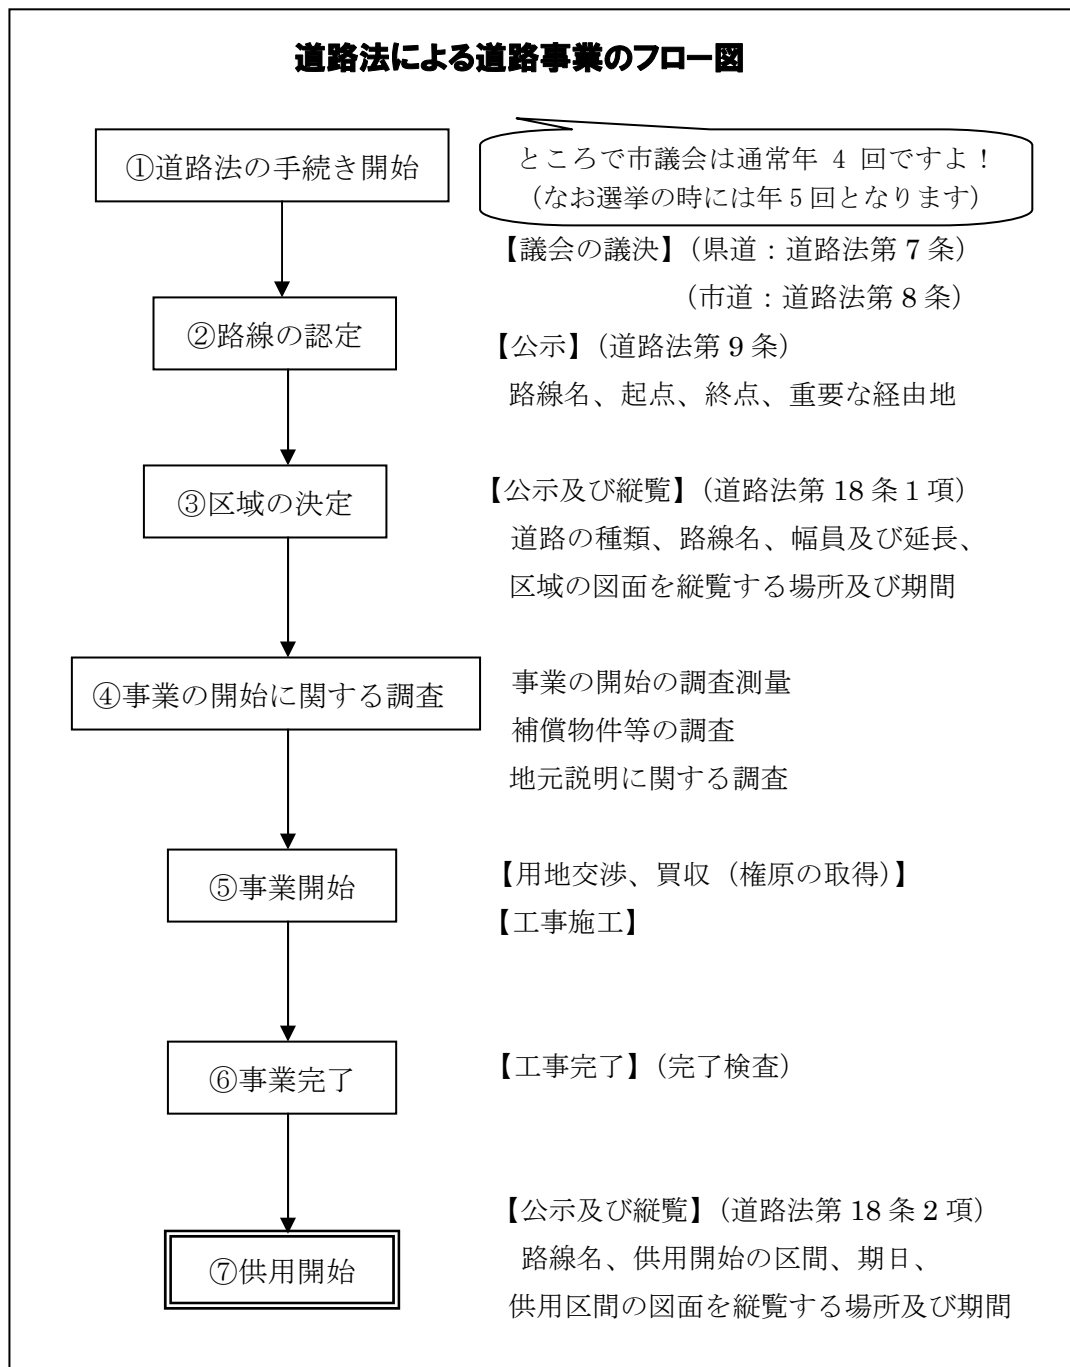 道路法による道路事業のフロー図
①道路法の手続き開始
ところで市議会は通常年 4 回ですよ！
（なお選挙の時には年 5 回となります）
【議会の議決】（県道：道路法第 7 条）
（市道：道路法第 8 条）
②路線の認定
【公示】（道路法第 9 条）
路線名、起点、終点、重要な経由地
③区域の決定
【公示及び縦覧】（道路法第 18 条 1 項）
道路の種類、路線名、幅員及び延長、
区域の図面を縦覧する場所及び期間
④事業の開始に関する調査
事業の開始の調査測量
補償物件等の調査
地元説明に関する調査
⑤事業開始
【用地交渉、買収（権原の取得）】
【工事施工】
⑥事業完了
【工事完了】（完了検査）
⑦供用開始
【公示及び縦覧】（道路法第 18 条 2 項）
路線名、供用開始の区間、期日、
供用区間の図面を縦覧する場所及び期間